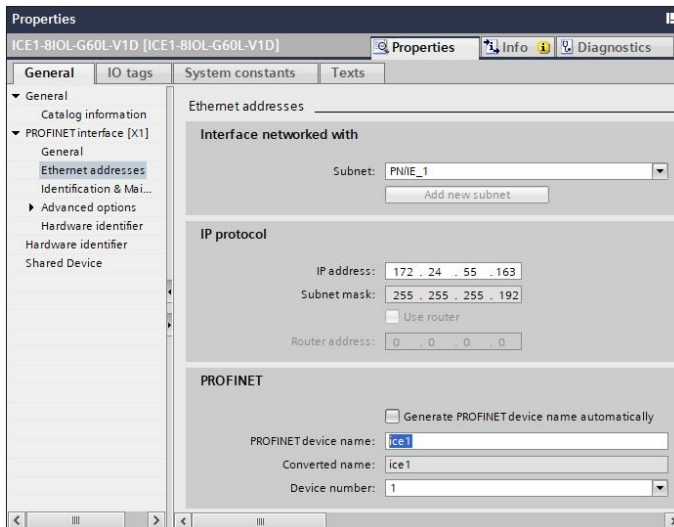 Properties
ICE1-8IOL-G60L-V1D [ICE1-8IOL-G60L-V1D]
Properties Info Diagnostics
General IO tags System constants Texts
General
Catalog information
PROFINET interface [X1]
General
Ethernet addresses
Identification & Mai...
Advanced options
Hardware identifier
Hardware identifier
Shared Device
Ethernet addresses
Interface networked with
Subnet: PN/IE_1
Add new subnet
IP protocol
IP address: 172 . 24 . 55 . 163
Subnet mask: 255 . 255 . 255 . 192
Use router
Router address: 0 . 0 . 0 . 0
PROFINET
Generate PROFINET device name automatically
PROFINET device name: ice1
Converted name: ice1
Device number: 1